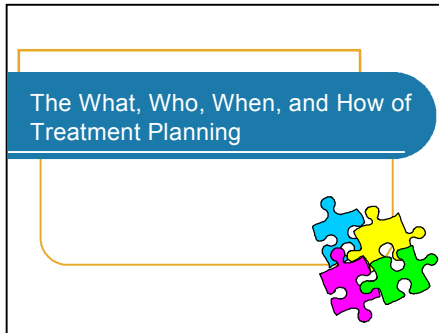 The What, Who, When, and How of
Treatment Planning